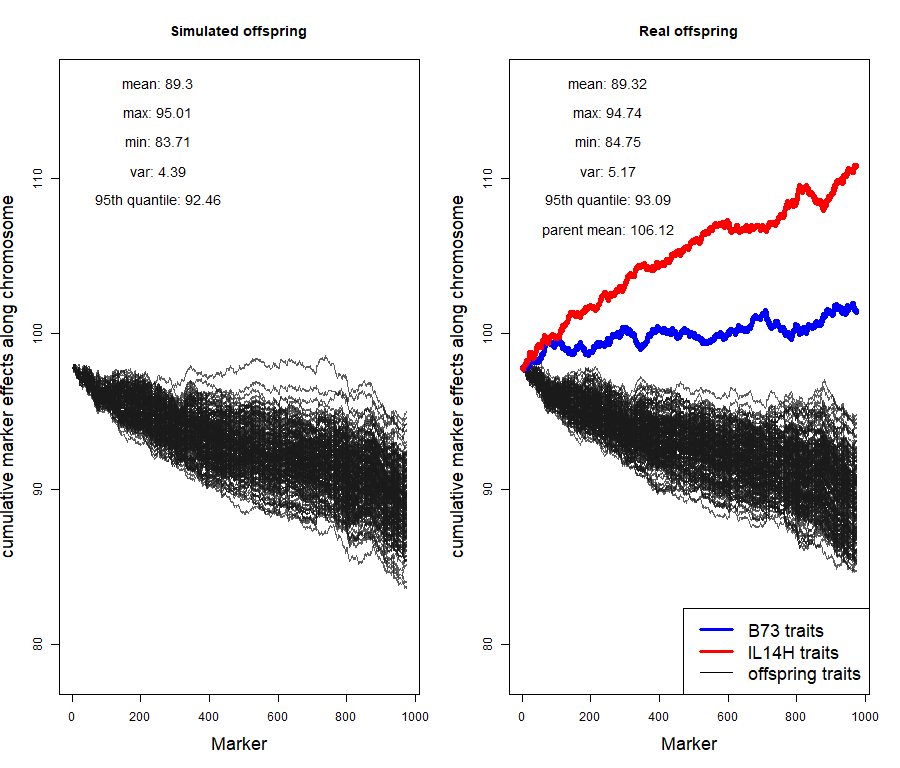 Simulated offspring
mean: 89.3
max: 95.01
min: 83.71
var: 4.39
95th quantile: 92.46
cumulative marker effects along chromosome
110
100
90
80
0 200 400 600 800 1000
Marker
Real offspring
mean: 89.32
max: 94.74
min: 84.75
var: 5.17
95th quantile: 93.09
parent mean: 106.12
cumulative marker effects along chromosome
110
100
90
80
B73 traits
IL14H traits
offspring traits
0 200 400 600 800 1000
Marker